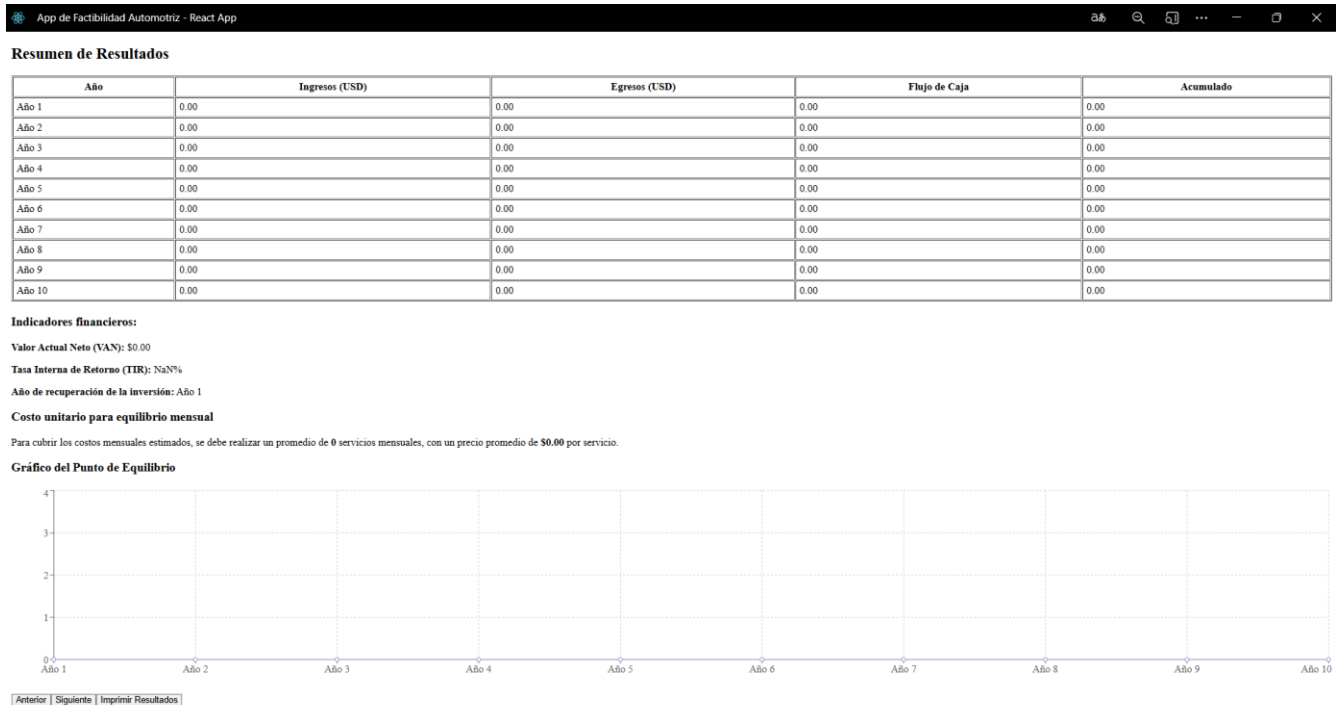 App de Factibilidad Automotriz - React App
Resumen de Resultados
Año Ingresos (USD) Egresos (USD) Flujo de Caja Acumulado
Año 1 0.00 0.00 0.00 0.00
Año 2 0.00 0.00 0.00 0.00
Año 3 0.00 0.00 0.00 0.00
Año 4 0.00 0.00 0.00 0.00
Año 5 0.00 0.00 0.00 0.00
Año 6 0.00 0.00 0.00 0.00
Año 7 0.00 0.00 0.00 0.00
Año 8 0.00 0.00 0.00 0.00
Año 9 0.00 0.00 0.00 0.00
Año 10 0.00 0.00 0.00 0.00
Indicadores financieros:
Valor Actual Neto (VAN): $0.00
Tasa Interna de Retorno (TIR): NaN%
Año de recuperación de la inversión: Año 1
Costo unitario para equilibrio mensual
Para cubrir los costos mensuales estimados, se debe realizar un promedio de 0 servicios mensuales, con un precio promedio de $0.00 por servicio.
Gráfico del Punto de Equilibrio
4
3
2
1
0
Año 1 Año 2 Año 3 Año 4 Año 5 Año 6 Año 7 Año 8 Año 9 Año 10
Anterior Siguiente Imprimir Resultados